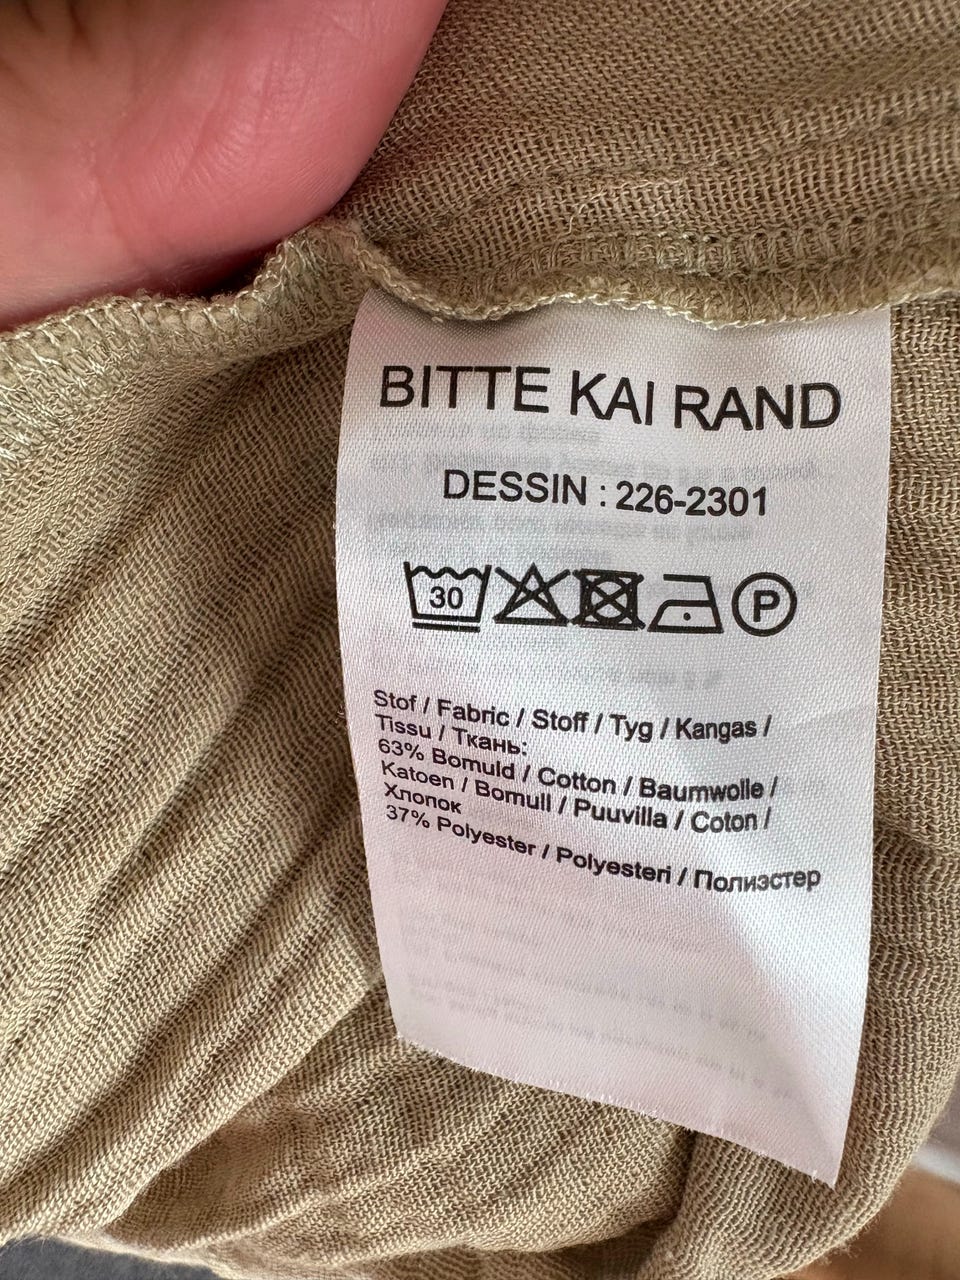 BITTE KAI RAND
DESSIN : 226-2301
30 P
Stof / Fabric / Stoff / Tyg / Kangas /
Tissu / Ткань:
63% Bomuld / Cotton / Baumwolle /
Katoen / Bomull / Puuvilla / Coton /
Хлопок
37% Polyester / Polyesteri / Полиэстер